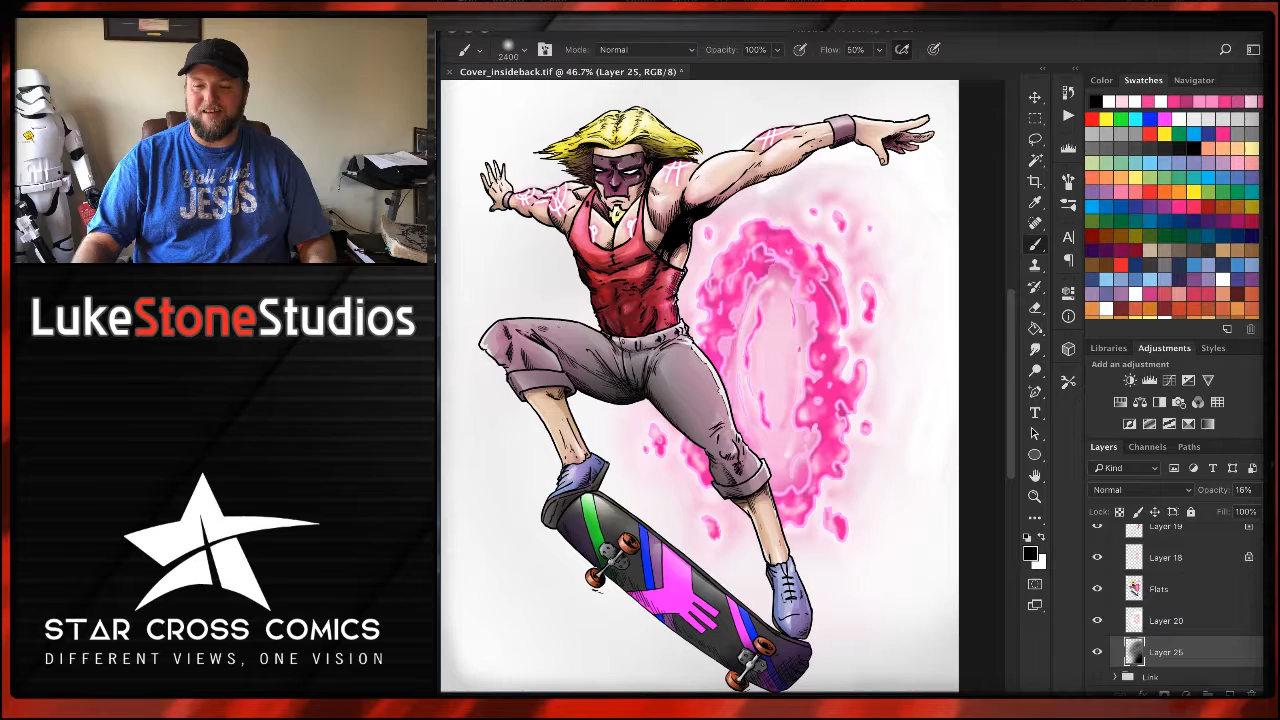 2400
Mode: Normal
Opacity: 100%
Flow: 50%
× Cover_insideback.tif @ 46.7% (Layer 25, RGB/8) *
Color Swatches Navigator
Y'all Need
JESUS
LukeStoneStudios
Libraries Adjustments Styles
Add an adjustment
Layers Channels Paths
Kind
Normal
Opacity: 16%
Lock:
Fill: 100%
Layer 19
Layer 18
Flats
Layer 20
Layer 25
Link
STAR CROSS COMICS
DIFFERENT VIEWS, ONE VISION